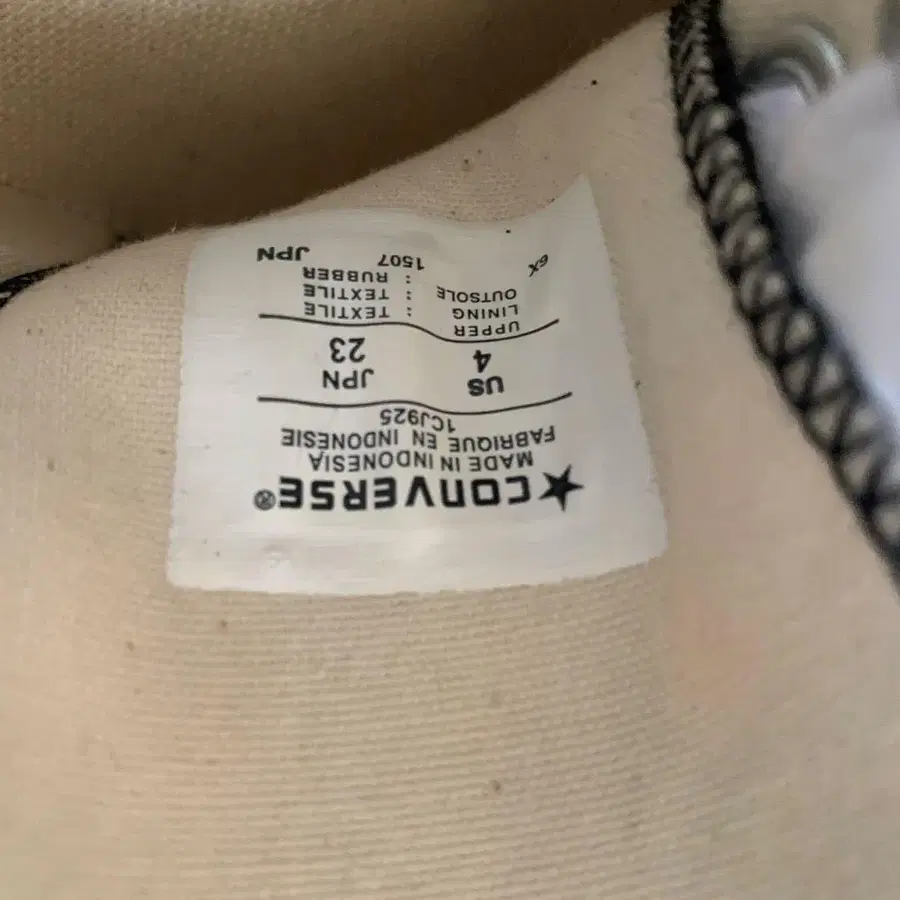 ★CONVERSE®
MADE IN INDONESIA
FABRIQUE EN INDONESIE
1CJ925
US JPN
4 23
UPPER : TEXTILE
LINING : TEXTILE
OUTSOLE : RUBBER
6X 1507 JPN